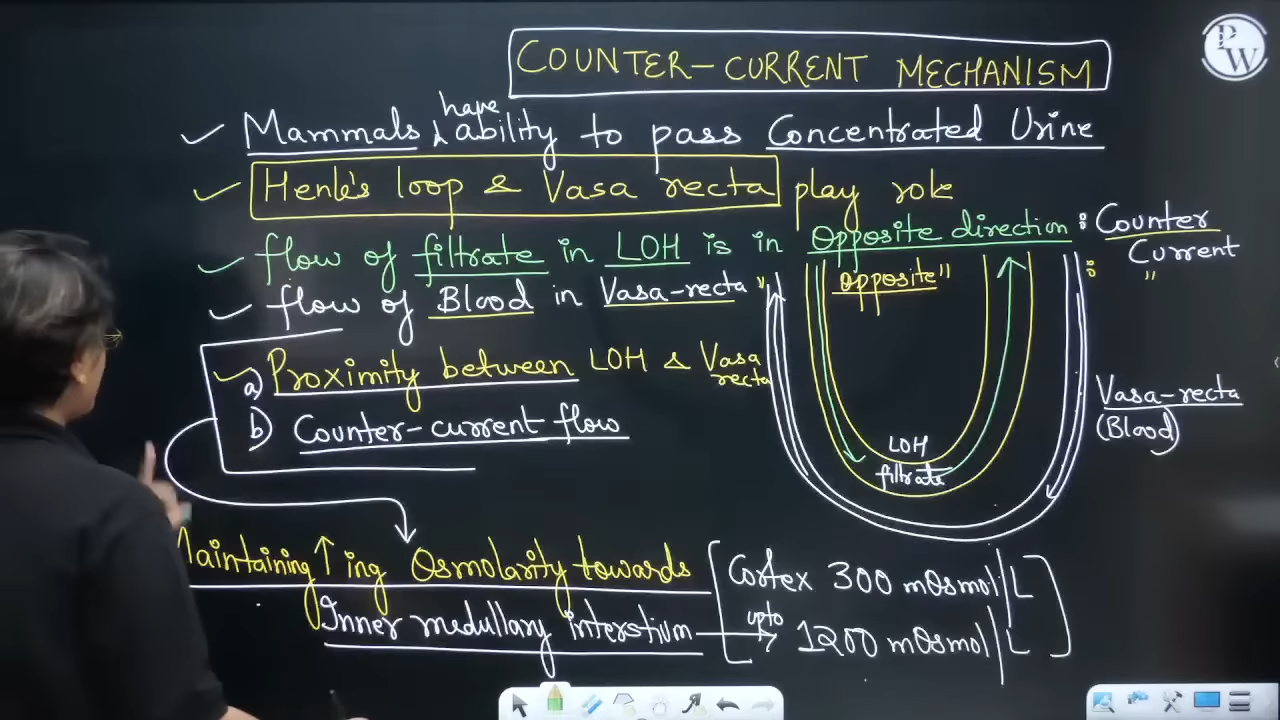 PW
COUNTER-CURRENT MECHANISM
Mammals have ability to pass Concentrated Urine
Henle's loop & Vasa recta play role
flow of filtrate in LOH is in Opposite direction : Counter Current
flow of Blood in Vasa-recta " Opposite" : "
a) Proximity between LOH & Vasa recta
b) Counter-current flow
LOH
filtrate
Vasa-recta
(Blood)
Maintaining ↑ing Osmolarity towards
Inner medullary interstium
[Cortex 300 mOsmol/L
upto
→ 1200 mOsmol/L]